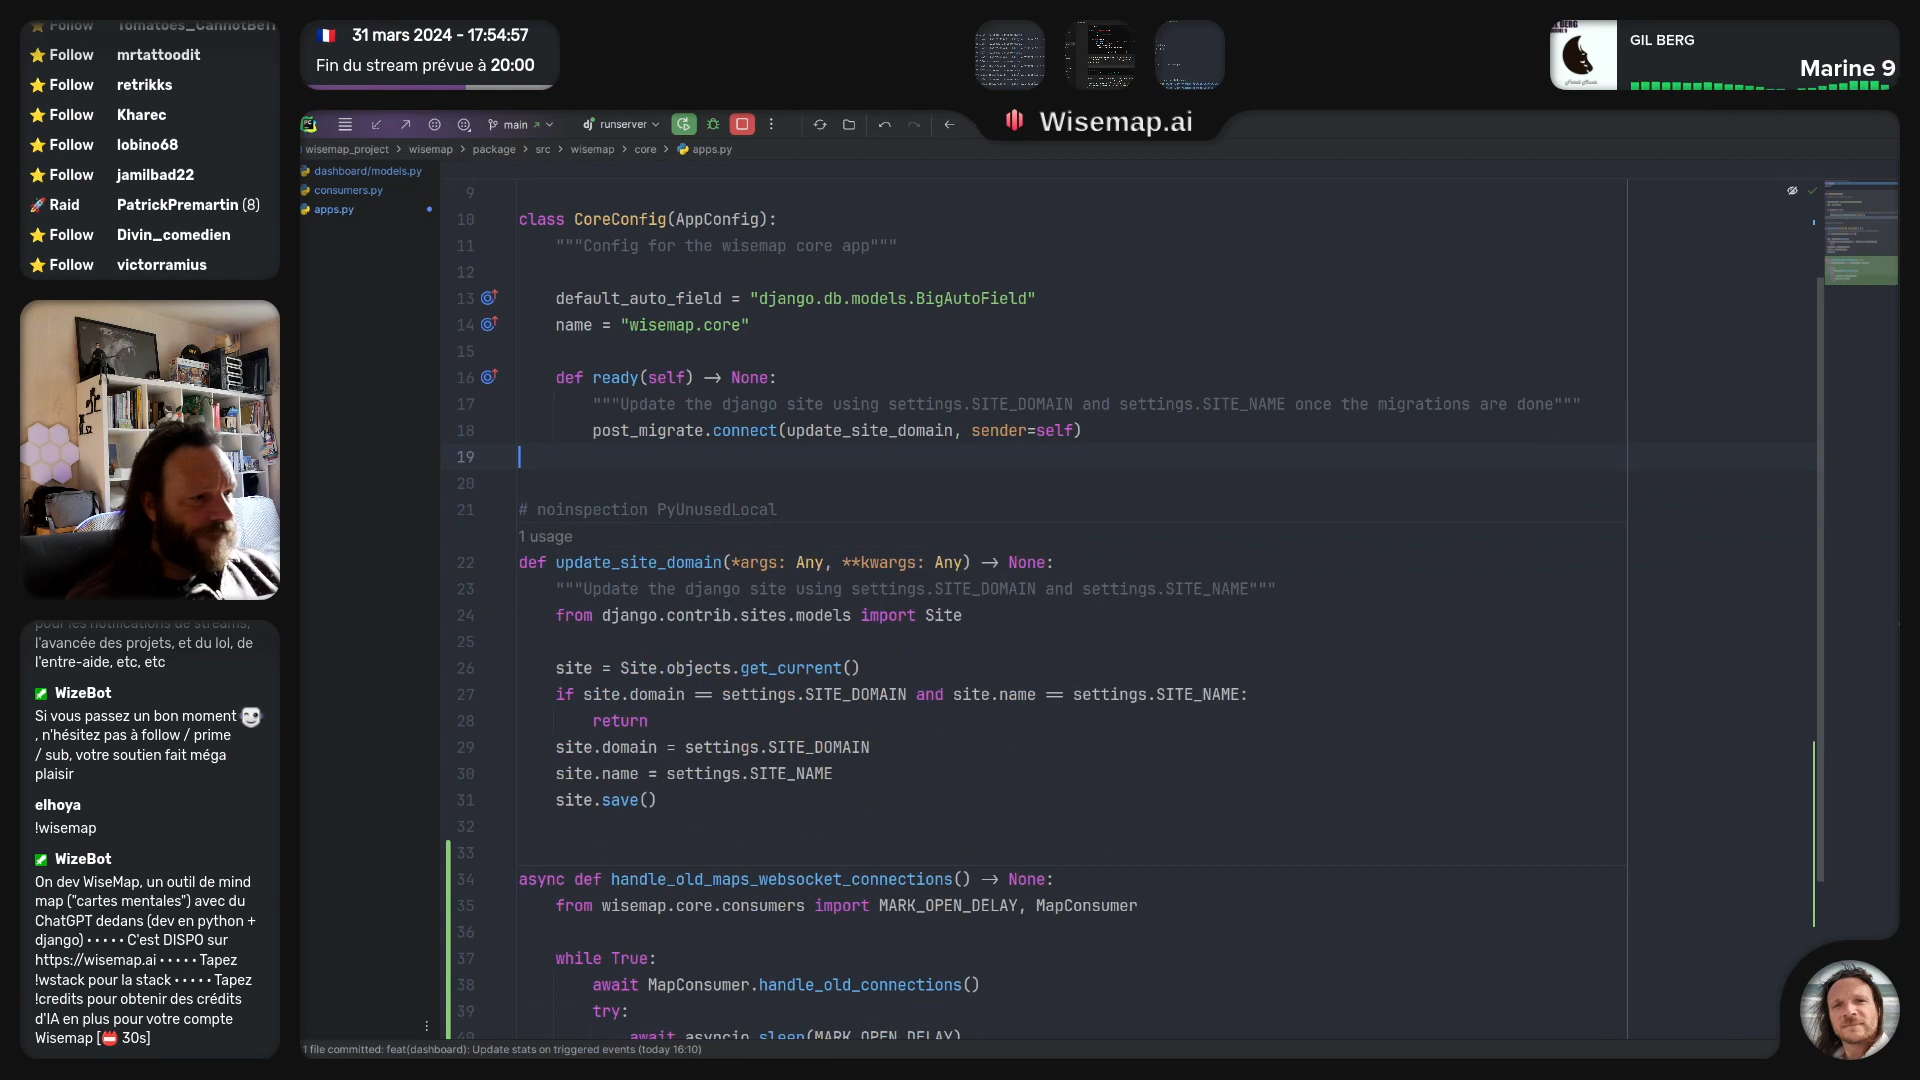 Follow Tomatoes_CannotBeFr
Follow mrtattoodit
Follow retrikks
Follow Kharec
Follow lobino68
Follow jamilbad22
Raid PatrickPremartin (8)
Follow Divin_comedien
Follow victorramius
31 mars 2024 - 17:54:57
Fin du stream prévue à 20:00
GIL BERG
Marine 9
Wisemap.ai
main
runserver
wisemap_project > wisemap > package > src > wisemap > core > apps.py
dashboard/models.py
consumers.py
apps.py
9
10 class CoreConfig(AppConfig):
11 """Config for the wisemap core app"""
12
13 default_auto_field = "django.db.models.BigAutoField"
14 name = "wisemap.core"
15
16 def ready(self) -> None:
17 """Update the django site using settings.SITE_DOMAIN and settings.SITE_NAME once the migrations are done"""
18 post_migrate.connect(update_site_domain, sender=self)
19
20
21 # noinspection PyUnusedLocal
1 usage
22 def update_site_domain(*args: Any, **kwargs: Any) -> None:
23 """Update the django site using settings.SITE_DOMAIN and settings.SITE_NAME"""
24 from django.contrib.sites.models import Site
25
26 site = Site.objects.get_current()
27 if site.domain == settings.SITE_DOMAIN and site.name == settings.SITE_NAME:
28 return
29 site.domain = settings.SITE_DOMAIN
30 site.name = settings.SITE_NAME
31 site.save()
32
33
34 async def handle_old_maps_websocket_connections() -> None:
35 from wisemap.core.consumers import MARK_OPEN_DELAY, MapConsumer
36
37 while True:
38 await MapConsumer.handle_old_connections()
39 try:
40 await asyncio.sleep(MARK_OPEN_DELAY)
1 file committed: feat(dashboard): Update stats on triggered events (today 16:10)
pour les notifications de streams,
l'avancée des projets, et du lol, de
l'entre-aide, etc, etc
WizeBot
Si vous passez un bon moment
, n'hésitez pas à follow / prime
/ sub, votre soutien fait méga
plaisir
elhoya
!wisemap
WizeBot
On dev WiseMap, un outil de mind
map ("cartes mentales") avec du
ChatGPT dedans (dev en python +
django) • • • • • C'est DISPO sur
https://wisemap.ai • • • • • Tapez
!wstack pour la stack • • • • • Tapez
!credits pour obtenir des crédits
d'IA en plus pour votre compte
Wisemap [📛 30s]